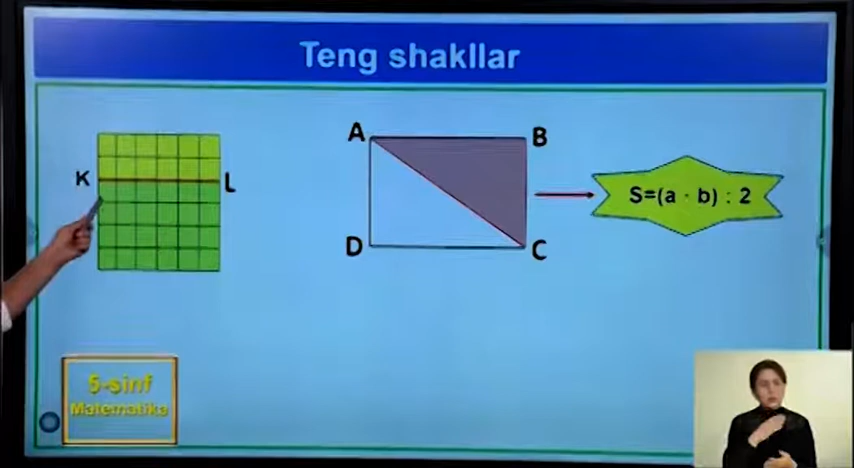 Teng shakllar
K
L
A
B
D
C
S=(a · b) : 2
5-sinf
Matematika